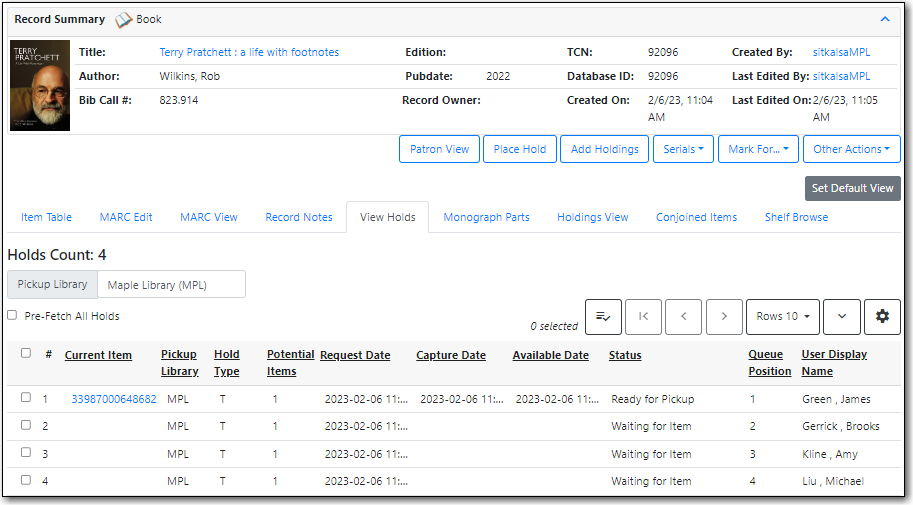 Record Summary Book
TERRY PRATCHETT
Title: Terry Pratchett : a life with footnotes Edition: TCN: 92096 Created By: sitkalsaMPL
Author: Wilkins, Rob Pubdate: 2022 Database ID: 92096 Last Edited By: sitkalsaMPL
Bib Call #: 823.914 Record Owner: Created On: 2/6/23, 11:04 AM Last Edited On: 2/6/23, 11:05 AM
Patron View Place Hold Add Holdings Serials Mark For... Other Actions
Set Default View
Item Table MARC Edit MARC View Record Notes View Holds Monograph Parts Holdings View Conjoined Items Shelf Browse
Holds Count: 4
Pickup Library Maple Library (MPL)
Pre-Fetch All Holds 0 selected Rows 10
# Current Item Pickup Library Hold Type Potential Items Request Date Capture Date Available Date Status Queue Position User Display Name
1 33987000648682 MPL T 1 2023-02-06 11:... 2023-02-06 11:... 2023-02-06 11:... Ready for Pickup 1 Green , James
2 MPL T 1 2023-02-06 11:... Waiting for Item 2 Gerrick , Brooks
3 MPL T 1 2023-02-06 11:... Waiting for Item 3 Kline , Amy
4 MPL T 1 2023-02-06 11:... Waiting for Item 4 Liu , Michael